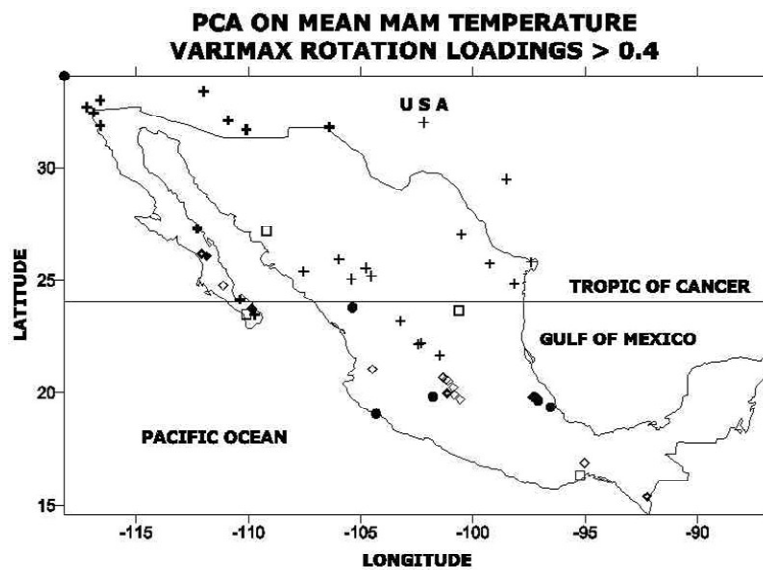 PCA ON MEAN MAM TEMPERATURE
VARIMAX ROTATION LOADINGS > 0.4
U S A
30
25
20
15
LATITUDE
TROPIC OF CANCER
GULF OF MEXICO
PACIFIC OCEAN
-115
-110
-105
-100
-95
-90
LONGITUDE